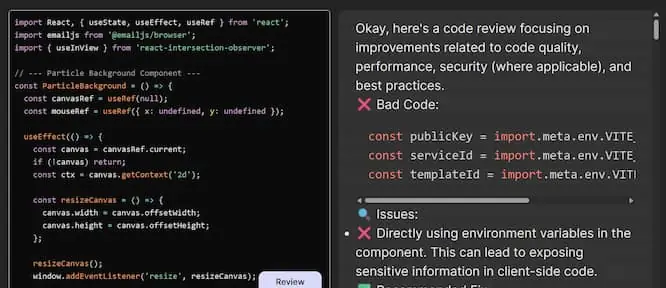 import React, { useState, useEffect, useRef } from 'react';
import emailjs from '@emailjs/browser';
import { useInView } from 'react-intersection-observer';
// --- Particle Background Component ---
const ParticleBackground = () => {
const canvasRef = useRef(null);
const mouseRef = useRef({ x: undefined, y: undefined });
useEffect(() => {
const canvas = canvasRef.current;
if (!canvas) return;
const ctx = canvas.getContext('2d');
const resizeCanvas = () => {
canvas.width = canvas.offsetWidth;
canvas.height = canvas.offsetHeight;
};
resizeCanvas();
window.addEventListener('resize', resizeCanvas);
Review
Okay, here's a code review focusing on
improvements related to code quality,
performance, security (where applicable), and
best practices.
❌ Bad Code:
const publicKey = import.meta.env.VITE_
const serviceId = import.meta.env.VITE_
const templateId = import.meta.env.VITE
🔍 Issues:
• ❌ Directly using environment variables in the
component. This can lead to exposing
sensitive information in client-side code.